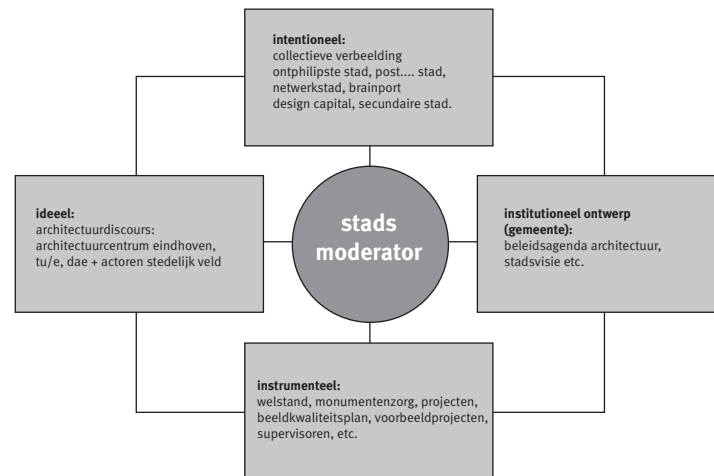 intentioneel:
collectieve verbeelding
ontphilipste stad, post.... stad,
netwerkstad, brainport
design capital, secundaire stad.
ideeel:
architectuurdiscours:
architectuurcentrum eindhoven,
tu/e, dae + actoren stedelijk veld
stads
moderator
institutioneel ontwerp
(gemeente):
beleidsagenda architectuur,
stadsvisie etc.
instrumenteel:
welstand, monumentenzorg, projecten,
beeldkwaliteitsplan, voorbeeldprojecten,
supervisoren, etc.